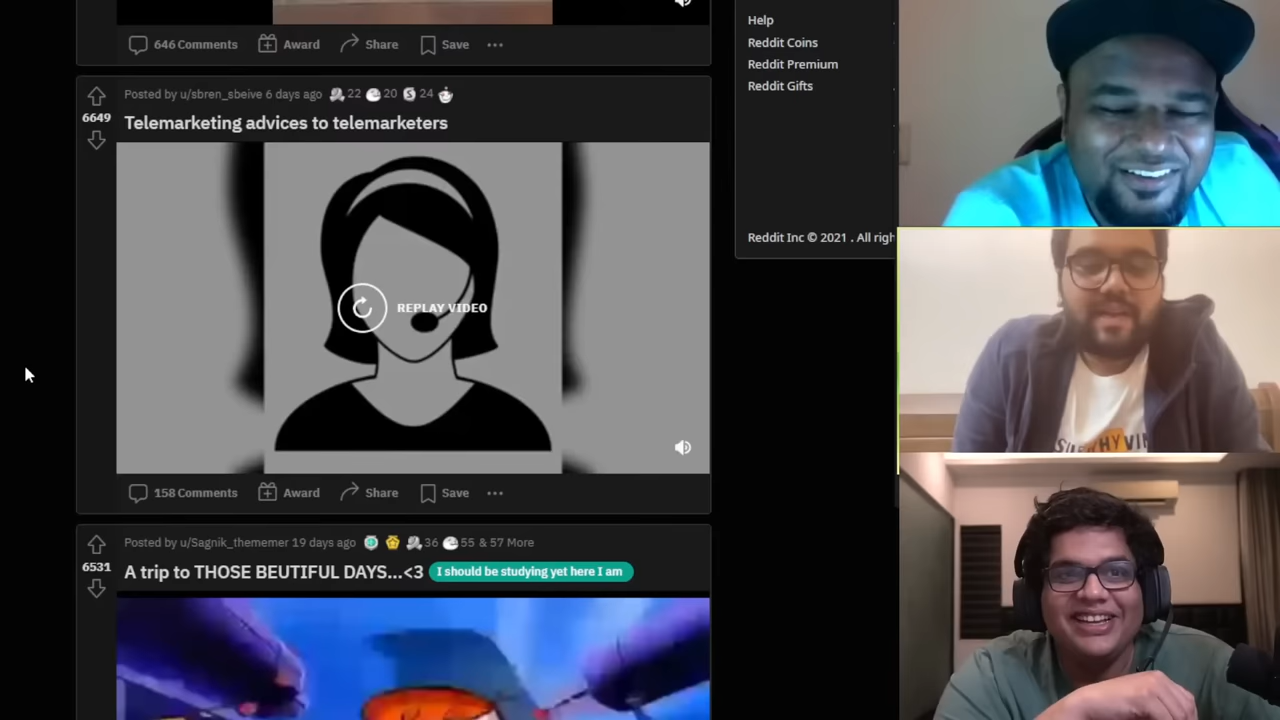 646 Comments Award Share Save
Help
Reddit Coins
Reddit Premium
Reddit Gifts
Reddit Inc © 2021 . All righ
Posted by u/sbren_sbeive 6 days ago 22 20 24
6649
Telemarketing advices to telemarketers
REPLAY VIDEO
158 Comments Award Share Save
Posted by u/Sagnik_thememer 19 days ago 36 55 & 57 More
6531
A trip to THOSE BEUTIFUL DAYS...<3 I should be studying yet here I am